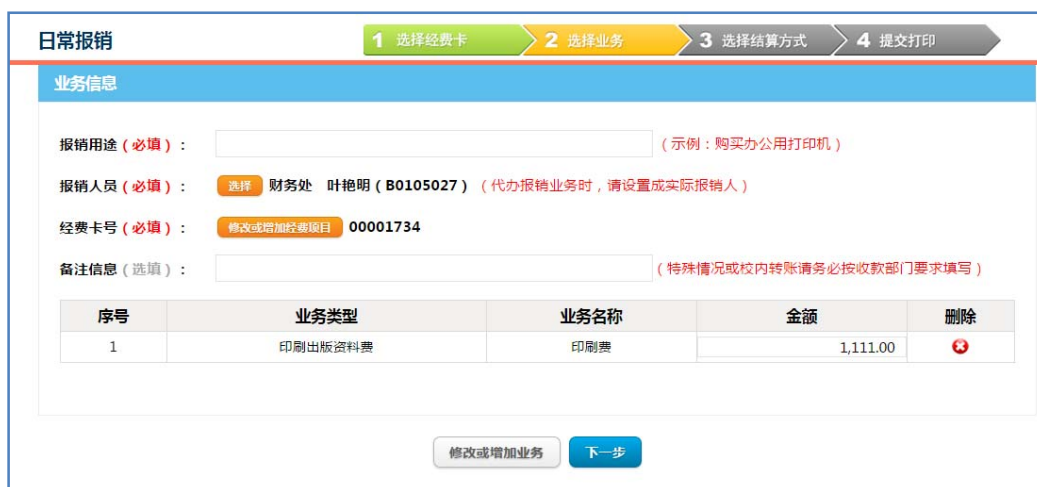 日常报销 1 选择经费卡 2 选择业务 3 选择结算方式 4 提交打印
业务信息
报销用途(必填): (示例:购买办公用打印机)
报销人员(必填): 选择 财务处 叶艳明(B0105027) (代办报销业务时,请设置成实际报销人)
经费卡号(必填): 修改或增加经费项目 00001734
备注信息(选填): (特殊情况或校内转账请务必按收款部门要求填写)
序号 业务类型 业务名称 金额 删除
1 印刷出版资料费 印刷费 1,111.00
修改或增加业务 下一步